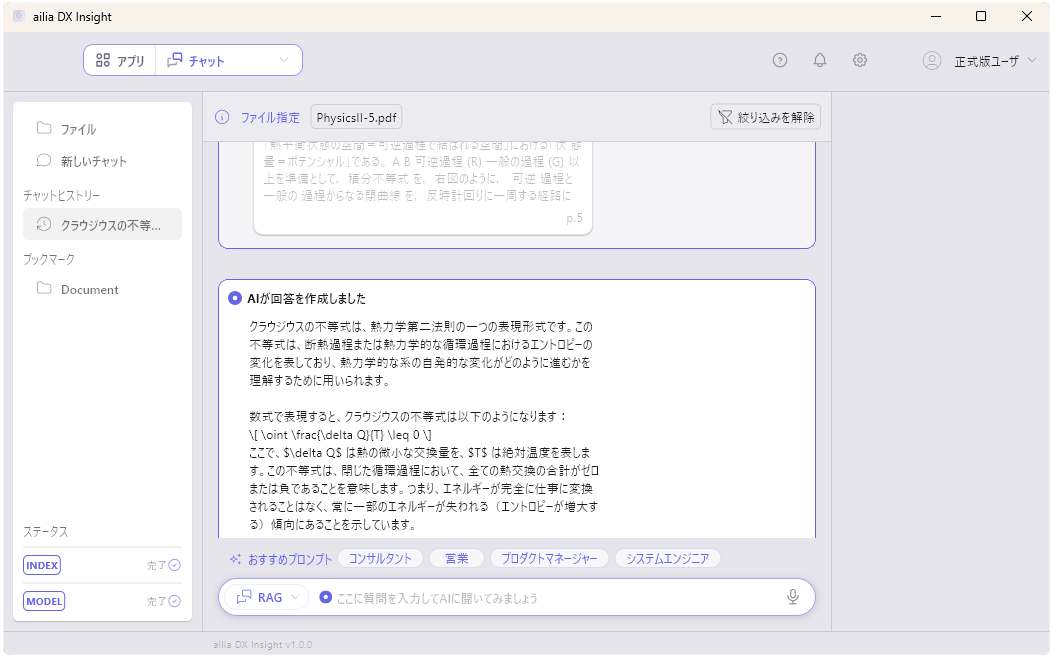 ailia DX Insight
アプリ
チャット
正式版ユーザ
ファイル
新しいチャット
チャットヒストリー
クラウジウスの不等...
ブックマーク
Document
ステータス
INDEX 完了
MODEL 完了
ファイル指定 PhysicsII-5.pdf
絞り込みを解除
「熱平衡状態の空間＝可逆過程で結ばれる空間」における「状 態
量＝ポテンシャル」である。 A B 可逆過程 (R) 一般の過程 (G) 以
上を準備として, 積分不等式 を, 右図のように, 可逆 過程と
一般の 過程からなる閉曲線 を, 反時計回りに一周する経路に
p.5
AIが回答を作成しました
クラウジウスの不等式は、熱力学第二法則の一つの表現形式です。この
不等式は、断熱過程または熱力学的な循環過程におけるエントロピーの
変化を表しており、熱力学的な系の自発的な変化がどのように進むかを
理解するために用いられます。
数式で表現すると、クラウジウスの不等式は以下のようになります：
\[ \oint \frac{\delta Q}{T} \leq 0 \]
ここで、$\delta Q$ は熱の微小な交換量を、$T$ は絶対温度を表しま
す。この不等式は、閉じた循環過程において、全ての熱交換の合計がゼロ
または負であることを意味します。つまり、エネルギーが完全に仕事に変換
されることはなく、常に一部のエネルギーが失われる（エントロピーが増大す
る）傾向にあることを示しています。
おすすめプロンプト コンサルタント 営業 プロダクトマネージャー システムエンジニア
RAG ここに質問を入力してAIに聞いてみましょう
ailia DX Insight v1.0.0